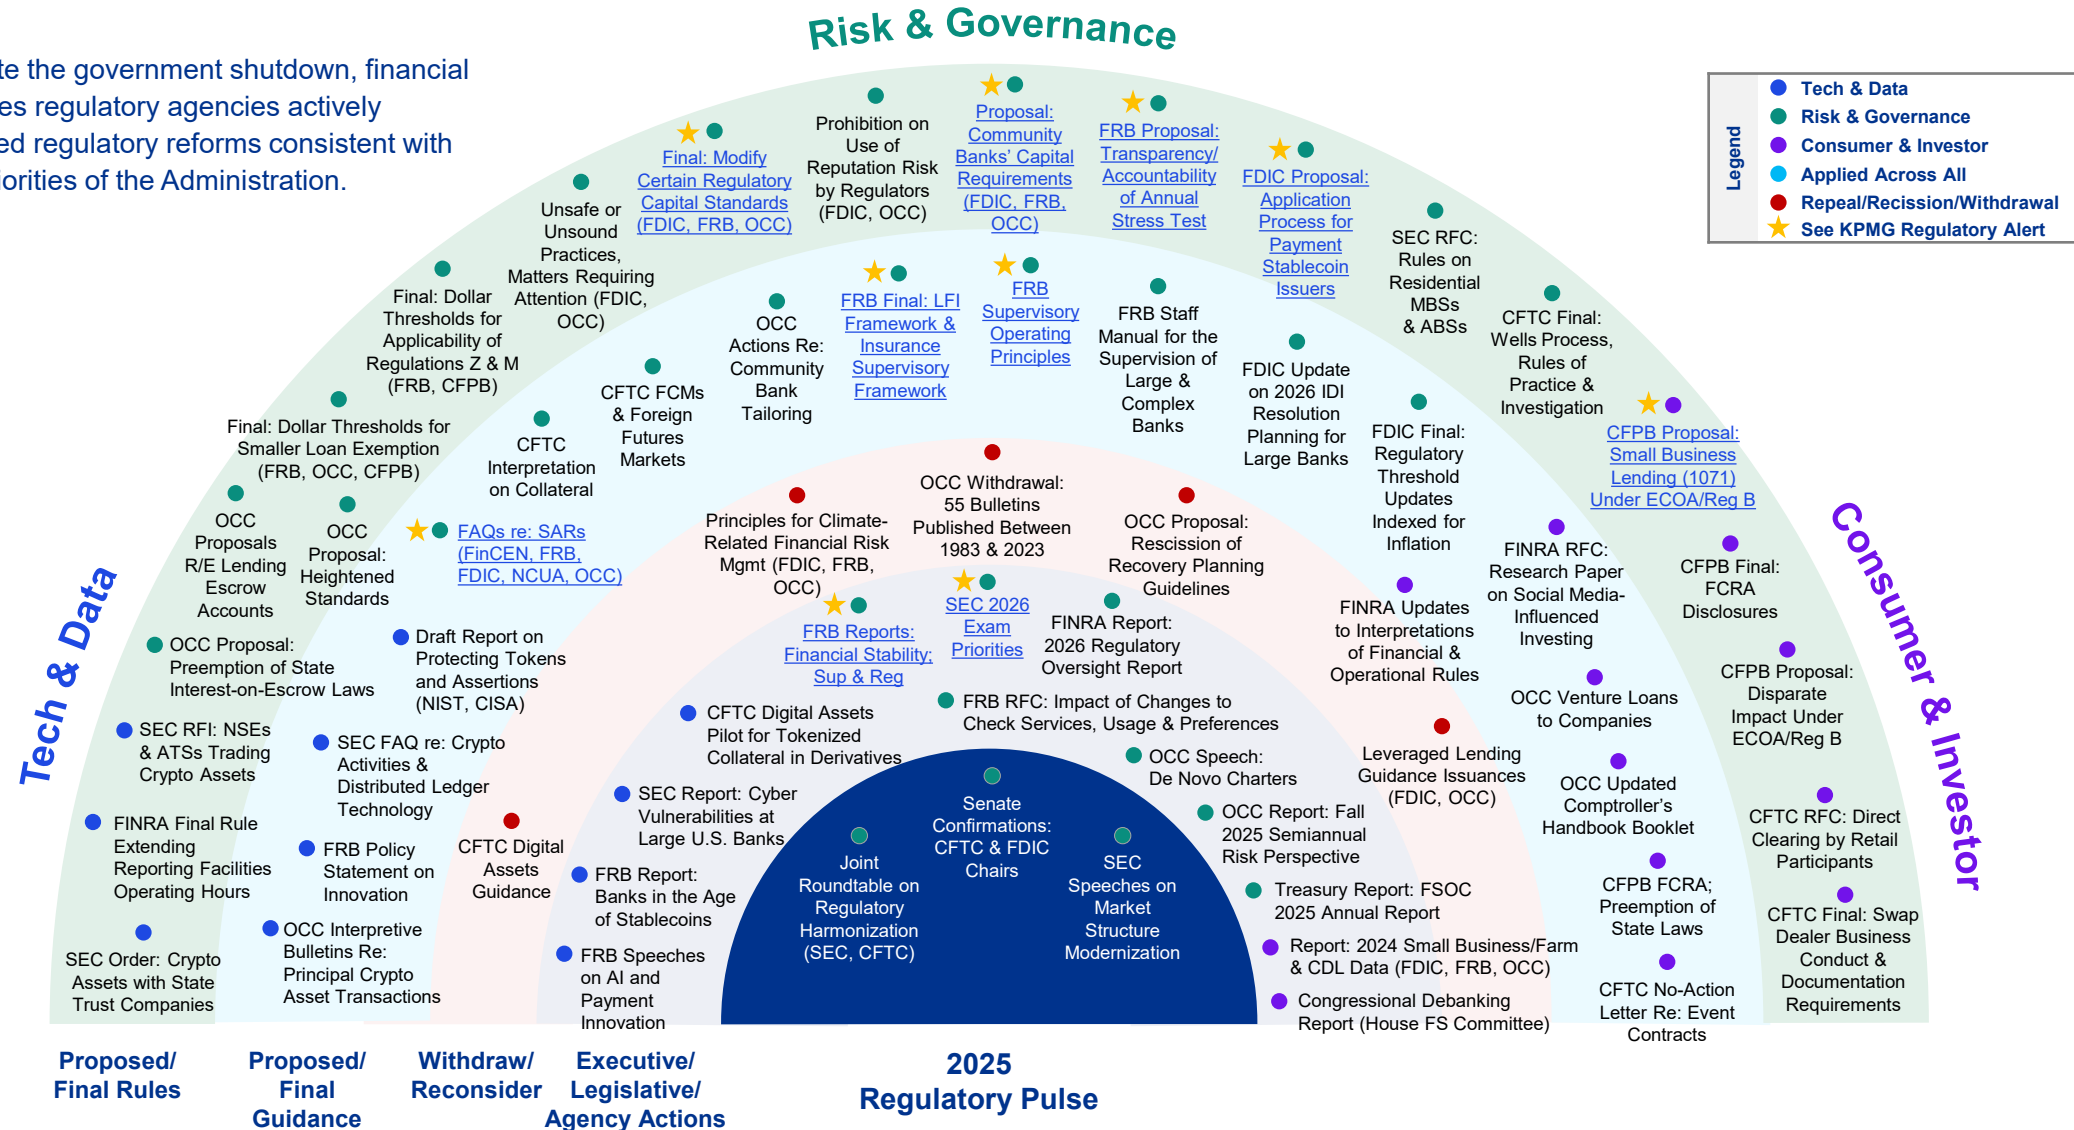 Risk & Governance
te the government shutdown, financial
es regulatory agencies actively
ed regulatory reforms consistent with
iorities of the Administration.
Legend
Tech & Data
Risk & Governance
Consumer & Investor
Applied Across All
Repeal/Recission/Withdrawal
See KPMG Regulatory Alert
Tech & Data
Consumer & Investor
SEC Order: Crypto
Assets with State
Trust Companies
FINRA Final Rule
Extending
Reporting Facilities
Operating Hours
SEC RFI: NSEs
& ATSs Trading
Crypto Assets
OCC Proposal:
Preemption of State
Interest-on-Escrow Laws
OCC
Proposals
R/E Lending
Escrow
Accounts
OCC
Proposal:
Heightened
Standards
Final: Dollar Thresholds for
Smaller Loan Exemption
(FRB, OCC, CFPB)
Final: Dollar
Thresholds for
Applicability of
Regulations Z & M
(FRB, CFPB)
Unsafe or
Unsound
Practices,
Matters Requiring
Attention (FDIC,
OCC)
Final: Modify
Certain Regulatory
Capital Standards
(FDIC, FRB, OCC)
Prohibition on
Use of
Reputation Risk
by Regulators
(FDIC, OCC)
Proposal:
Community
Banks' Capital
Requirements
(FDIC, FRB,
OCC)
FRB Proposal:
Transparency/
Accountability
of Annual
Stress Test
FDIC Proposal:
Application
Process for
Payment
Stablecoin
Issuers
SEC RFC:
Rules on
Residential
MBSs
& ABSs
CFTC Final:
Wells Process,
Rules of
Practice &
Investigation
CFPB Proposal:
Small Business
Lending (1071)
Under ECOA/Reg B
CFPB Final:
FCRA
Disclosures
CFPB Proposal:
Disparate
Impact Under
ECOA/Reg B
CFTC RFC: Direct
Clearing by Retail
Participants
CFTC Final: Swap
Dealer Business
Conduct &
Documentation
Requirements
OCC Interpretive
Bulletins Re:
Principal Crypto
Asset Transactions
FRB Policy
Statement on
Innovation
SEC FAQ re: Crypto
Activities &
Distributed Ledger
Technology
Draft Report on
Protecting Tokens
and Assertions
(NIST, CISA)
FAQs re: SARs
(FinCEN, FRB,
FDIC, NCUA, OCC)
CFTC
Interpretation
on Collateral
CFTC FCMs
& Foreign
Futures
Markets
OCC
Actions Re:
Community
Bank
Tailoring
FRB Final: LFI
Framework &
Insurance
Supervisory
Framework
FRB
Supervisory
Operating
Principles
FRB Staff
Manual for the
Supervision of
Large &
Complex
Banks
FDIC Update
on 2026 IDI
Resolution
Planning for
Large Banks
FDIC Final:
Regulatory
Threshold
Updates
Indexed for
Inflation
FINRA RFC:
Research Paper
on Social Media-
Influenced
Investing
FINRA Updates
to Interpretations
of Financial &
Operational Rules
OCC Venture Loans
to Companies
OCC Updated
Comptroller's
Handbook Booklet
CFPB FCRA;
Preemption of
State Laws
CFTC No-Action
Letter Re: Event
Contracts
CFTC Digital
Assets
Guidance
Principles for Climate-
Related Financial Risk
Mgmt (FDIC, FRB,
OCC)
OCC Withdrawal:
55 Bulletins
Published Between
1983 & 2023
OCC Proposal:
Rescission of
Recovery Planning
Guidelines
Leveraged Lending
Guidance Issuances
(FDIC, OCC)
FRB Speeches
on AI and
Payment
Innovation
FRB Report:
Banks in the Age
of Stablecoins
SEC Report: Cyber
Vulnerabilities at
Large U.S. Banks
CFTC Digital Assets
Pilot for Tokenized
Collateral in Derivatives
FRB Reports:
Financial Stability;
Sup & Reg
SEC 2026
Exam
Priorities
FINRA Report:
2026 Regulatory
Oversight Report
FRB RFC: Impact of Changes to
Check Services, Usage & Preferences
OCC Speech:
De Novo Charters
OCC Report: Fall
2025 Semiannual
Risk Perspective
Treasury Report: FSOC
2025 Annual Report
Report: 2024 Small Business/Farm
& CDL Data (FDIC, FRB, OCC)
Congressional Debanking
Report (House FS Committee)
Joint
Roundtable on
Regulatory
Harmonization
(SEC, CFTC)
Senate
Confirmations:
CFTC & FDIC
Chairs
SEC
Speeches on
Market
Structure
Modernization
Proposed/
Final Rules
Proposed/
Final
Guidance
Withdraw/
Reconsider
Executive/
Legislative/
Agency Actions
2025
Regulatory Pulse